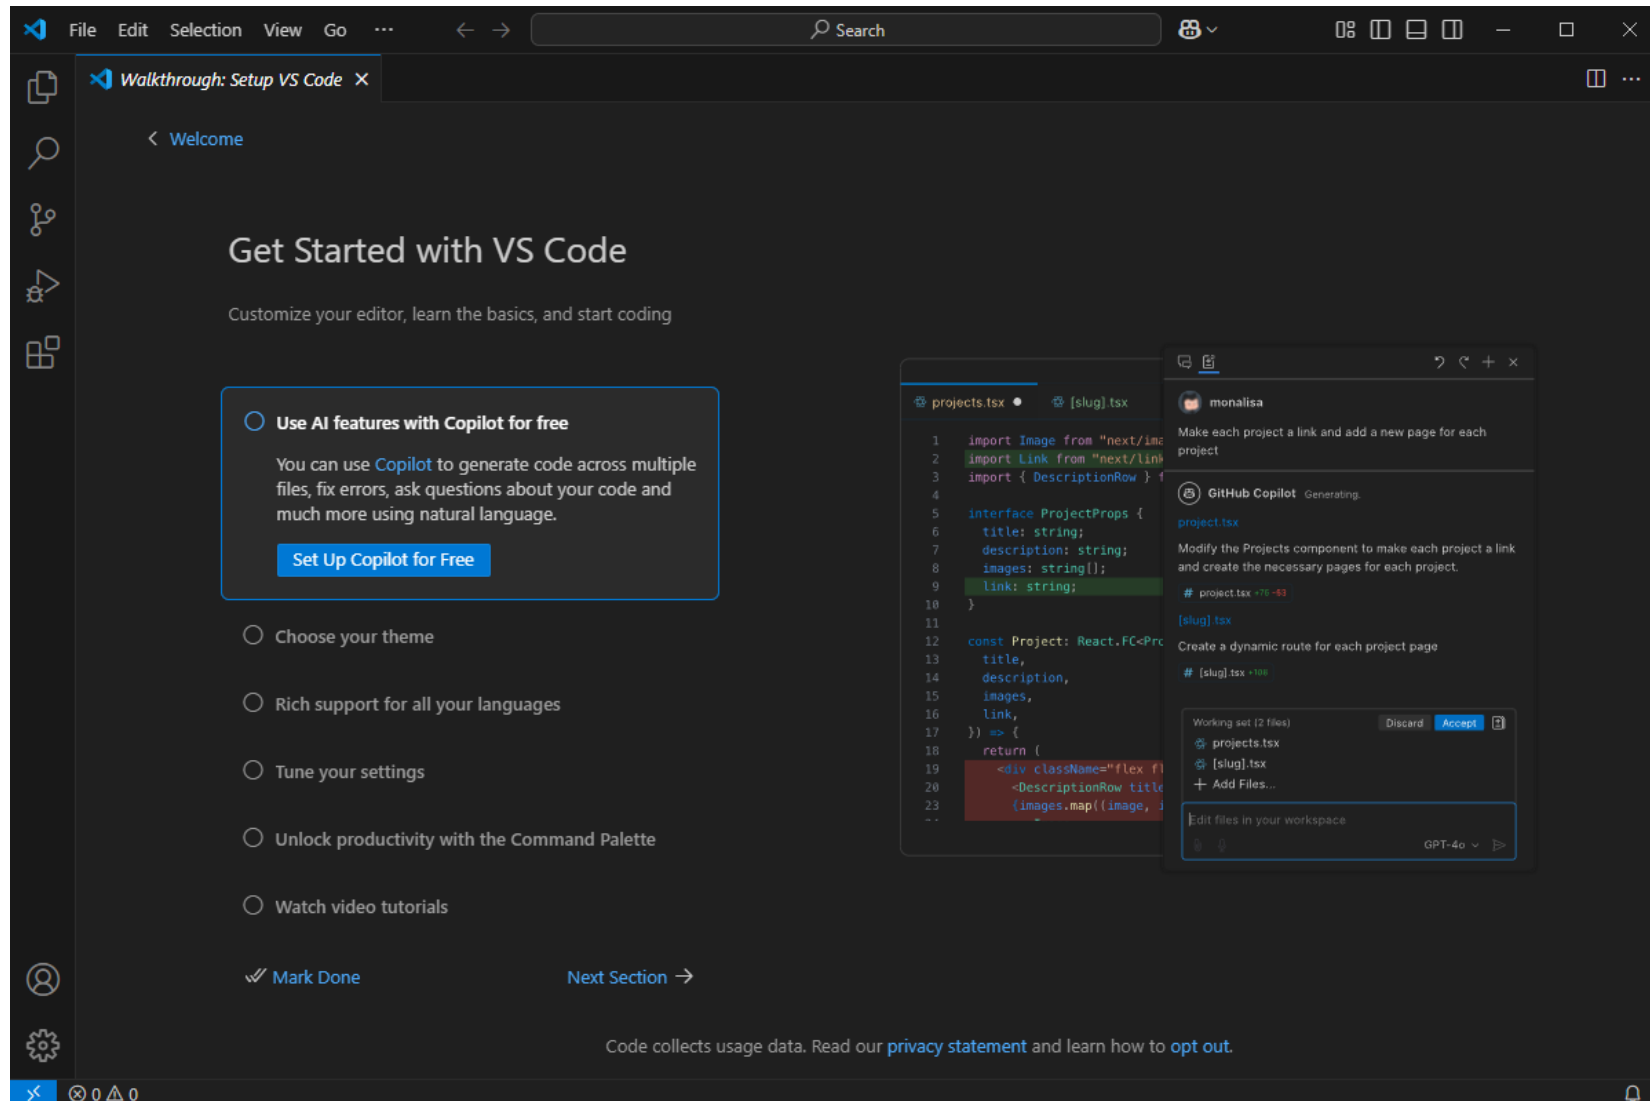 File Edit Selection View Go ···
Search
Walkthrough: Setup VS Code
Welcome
Get Started with VS Code
Customize your editor, learn the basics, and start coding
Use AI features with Copilot for free
You can use Copilot to generate code across multiple
files, fix errors, ask questions about your code and
much more using natural language.
Set Up Copilot for Free
Choose your theme
Rich support for all your languages
Tune your settings
Unlock productivity with the Command Palette
Watch video tutorials
Mark Done
Next Section
projects.tsx
[slug].tsx
1 import Image from "next/ima
2 import Link from "next/link
3 import { DescriptionRow } f
4
5 interface ProjectProps {
6 title: string;
7 description: string;
8 images: string[];
9 link: string;
10 }
11
12 const Project: React.FC<Pro
13 title,
14 description,
15 images,
16 link,
17 }) => {
18 return (
19 <div className="flex fl
20 <DescriptionRow title
23 {images.map((image, i
monalisa
Make each project a link and add a new page for each
project
GitHub Copilot Generating.
project.tsx
Modify the Projects component to make each project a link
and create the necessary pages for each project.
# project.tsx +76 -63
[slug].tsx
Create a dynamic route for each project page
# [slug].tsx +108
Working set (2 files)
Discard Accept
projects.tsx
[slug].tsx
+ Add Files...
Edit files in your workspace
GPT-4o
Code collects usage data. Read our privacy statement and learn how to opt out.
0 0